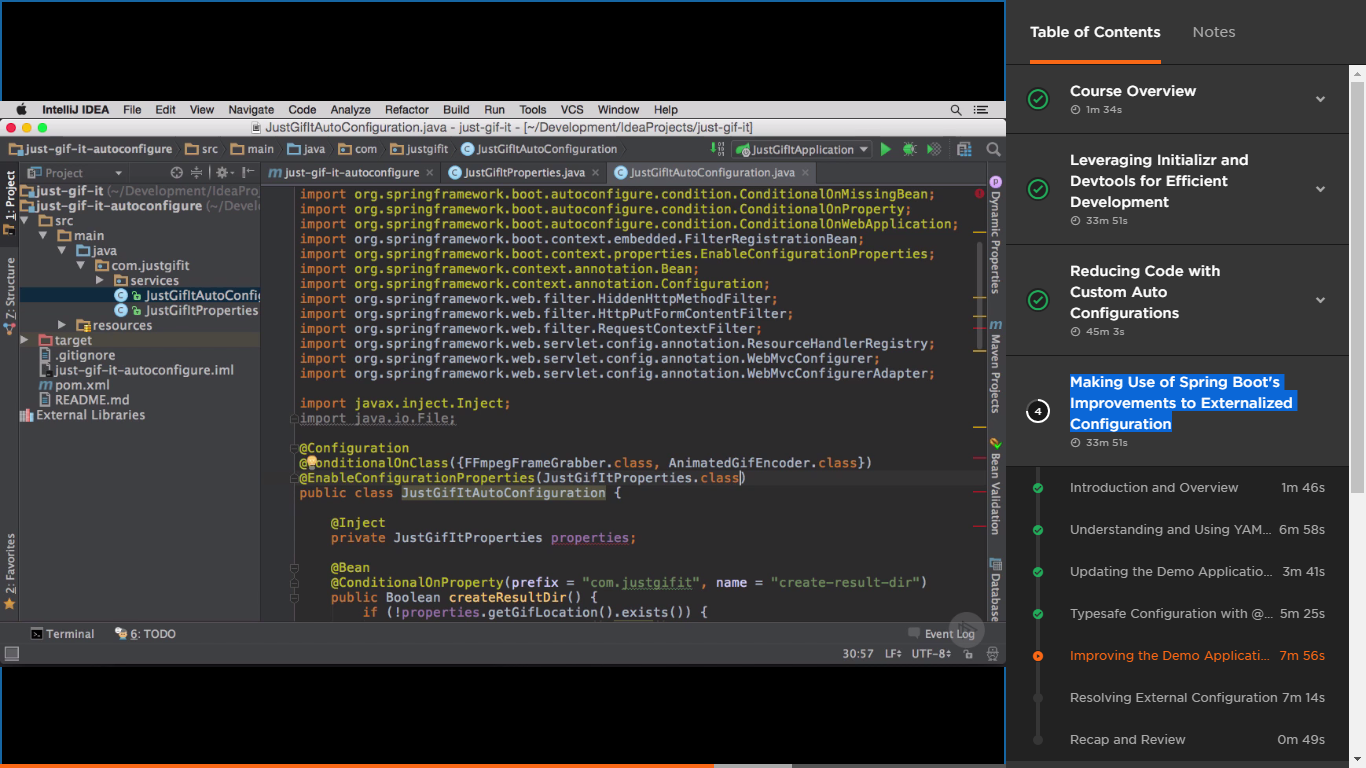 IntelliJ IDEA File Edit View Navigate Code Analyze Refactor Build Run Tools VCS Window Help
JustGifItAutoConfiguration.java - just-gif-it - [~/Development/IdeaProjects/just-gif-it]
just-gif-it-autoconfigure src main java com justgifit JustGifItAutoConfiguration JustGifItApplication
1: Project
Z: Structure
2: Favorites
Project
just-gif-it (~/Development/IdeaPro
just-gif-it-autoconfigure (~/Deve
src
main
java
com.justgifit
services
JustGifItAutoConfig
JustGifItProperties
resources
target
.gitignore
just-gif-it-autoconfigure.iml
pom.xml
README.md
External Libraries
just-gif-it-autoconfigure JustGifItProperties.java JustGifItAutoConfiguration.java
import org.springframework.boot.autoconfigure.condition.ConditionalOnMissingBean;
import org.springframework.boot.autoconfigure.condition.ConditionalOnProperty;
import org.springframework.boot.autoconfigure.condition.ConditionalOnWebApplication;
import org.springframework.boot.context.embedded.FilterRegistrationBean;
import org.springframework.boot.context.properties.EnableConfigurationProperties;
import org.springframework.context.annotation.Bean;
import org.springframework.context.annotation.Configuration;
import org.springframework.web.filter.HiddenHttpMethodFilter;
import org.springframework.web.filter.HttpPutFormContentFilter;
import org.springframework.web.filter.RequestContextFilter;
import org.springframework.web.servlet.config.annotation.ResourceHandlerRegistry;
import org.springframework.web.servlet.config.annotation.WebMvcConfigurer;
import org.springframework.web.servlet.config.annotation.WebMvcConfigurerAdapter;
import javax.inject.Inject;
import java.io.File;
@Configuration
@ConditionalOnClass({FFmpegFrameGrabber.class, AnimatedGifEncoder.class})
@EnableConfigurationProperties(JustGifItProperties.class)
public class JustGifItAutoConfiguration {
@Inject
private JustGifItProperties properties;
@Bean
@ConditionalOnProperty(prefix = "com.justgifit", name = "create-result-dir")
public Boolean createResultDir() {
if (!properties.getGifLocation().exists()) {
Dynamic Properties
Maven Projects
Bean Validation
Database
Terminal 6: TODO Event Log
30:57 LF UTF-8
Table of Contents Notes
Course Overview
1m 34s
Leveraging Initializr and
Devtools for Efficient
Development
33m 51s
Reducing Code with
Custom Auto
Configurations
45m 3s
4
Making Use of Spring Boot's
Improvements to Externalized
Configuration
33m 51s
Introduction and Overview 1m 46s
Understanding and Using YAM... 6m 58s
Updating the Demo Applicatio... 3m 41s
Typesafe Configuration with @... 5m 25s
Improving the Demo Applicati... 7m 56s
Resolving External Configuration 7m 14s
Recap and Review 0m 49s